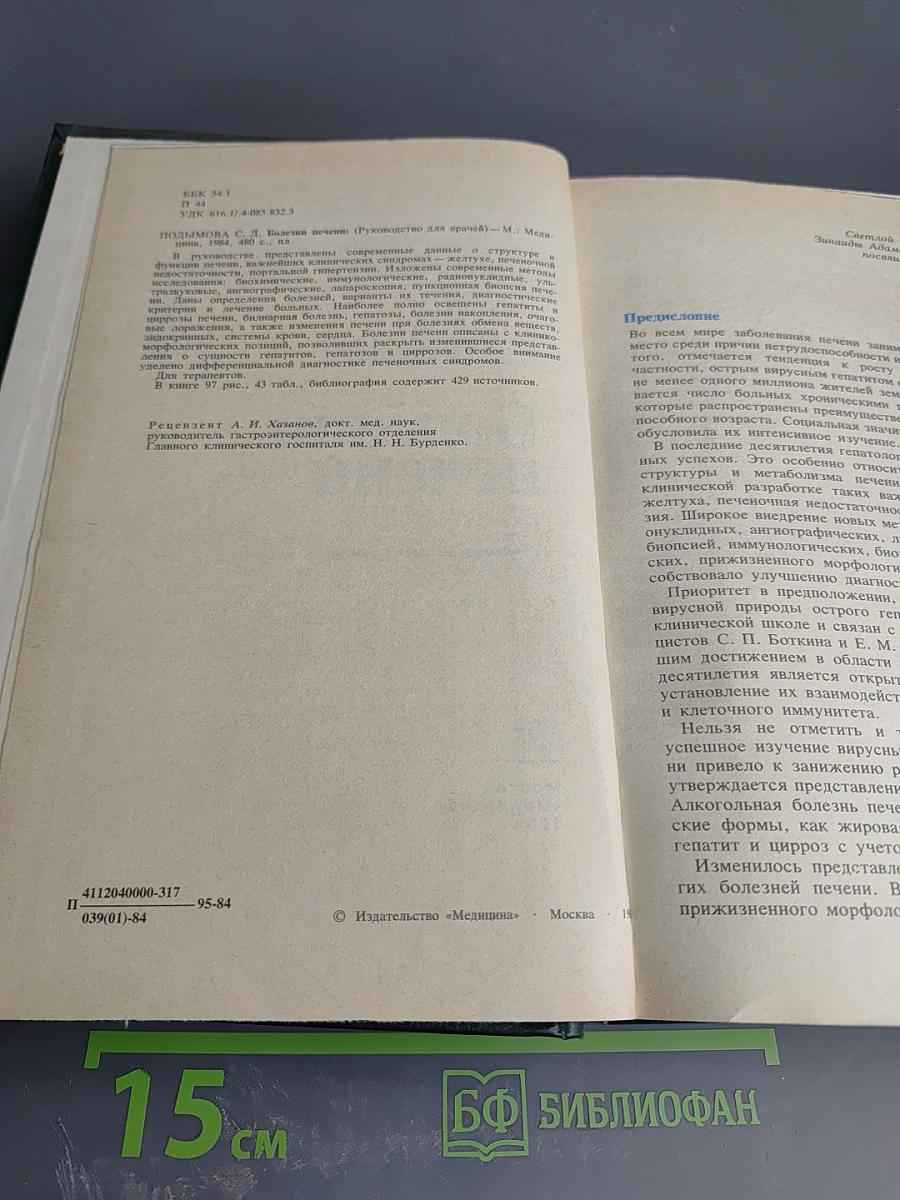 ББК 54.1
П 44
УДК 616.1/.4-085.832.3
ПОДЫМОВА С. Д. Болезни печени: (Руководство для врачей) — М.: Меди-
цина, 1984, 480 с., ил.
В руководстве представлены современные данные о структуре и
функции печени, важнейших клинических синдромах — желтухе, печеночной
недостаточности, портальной гипертензии. Изложены современные методы
исследования: биохимические, иммунологические, радионуклидные, уль-
тразвуковые, ангиографические, лапароскопия, пункционная биопсия пече-
ни. Даны определения болезней, варианты их течения, диагностические
критерии и лечение больных. Наиболее полно освещены гепатиты и
циррозы печени, билиарная болезнь, гепатозы, болезни накопления, очаго-
вые поражения, а также изменения печени при болезнях обмена веществ,
эндокринных, системы крови, сердца. Болезни печени описаны с клинико-
морфологических позиций, позволивших раскрыть изменившиеся представ-
ления о сущности гепатитов, гепатозов и циррозов. Особое внимание
уделено дифференциальной диагностике печеночных синдромов.
Для терапевтов.
В книге 97 рис., 43 табл., библиография содержит 429 источников.
Рецензент А. И. Хазанов, докт. мед. наук,
руководитель гастроэнтерологического отделения
Главного клинического госпиталя им. Н. Н. Бурденко.
4112040000-317
П 95-84
039(01)-84
© Издательство «Медицина» · Москва · 19
Светлой
Зинаиды Адам
посвящ
Предисловие
Во всем мире заболевания печени заним
место среди причин нетрудоспособности и
того, отмечается тенденция к росту
частности, острым вирусным гепатитом
не менее одного миллиона жителей зем
вается число больных хроническими
которые распространены преимуществе
пособного возраста. Социальная значи
обусловила их интенсивное изучение.
В последние десятилетия гепатолог
ных успехов. Это особенно относит
структуры и метаболизма печени
клинической разработке таких важ
желтуха, печеночная недостаточнос
зия. Широкое внедрение новых мет
онуклидных, ангиографических, л
биопсией, иммунологических, био
ских, прижизненного морфологи
собствовало улучшению диагнос
Приоритет в предположении,
вирусной природы острого геп
клинической школе и связан с
цистов С. П. Боткина и Е. М.
шим достижением в области
десятилетия является открыт
установление их взаимодейст
и клеточного иммунитета.
Нельзя не отметить и т
успешное изучение вирусны
ни привело к занижению р
утверждается представлени
Алкогольная болезнь пече
ские формы, как жирова
гепатит и цирроз с учето
Изменилось представле
гих болезней печени. В
прижизненного морфоло
15 см
БФ БИБЛИОФАН